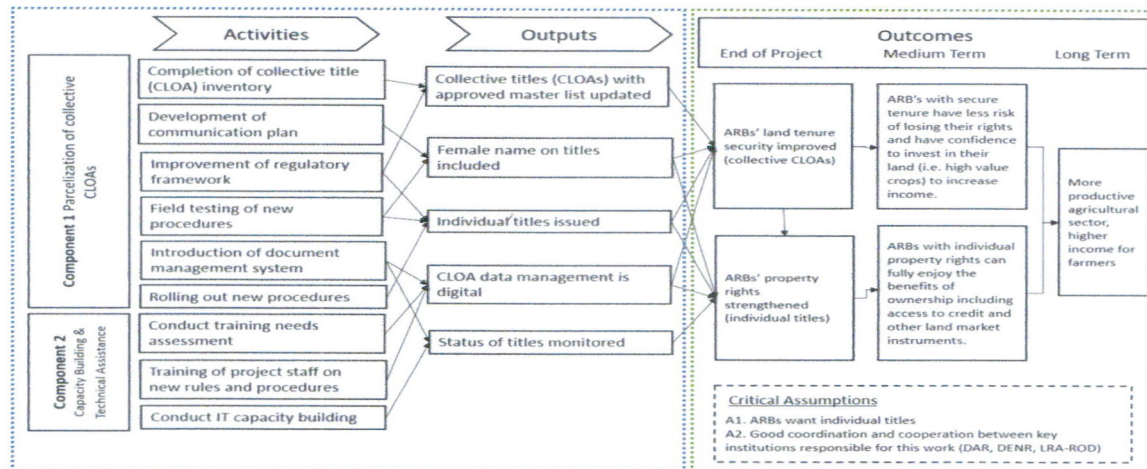 Activities
Outputs
Outcomes
End of Project
Medium Term
Long Term
Component 1 Parcelization of collective
CLOAs
Completion of collective title
(CLOA) inventory
Development of
communication plan
Improvement of regulatory
framework
Field testing of new
procedures
Introduction of document
management system
Rolling out new procedures
Component 2
Capacity Building &
Technical Assistance
Conduct training needs
assessment
Training of project staff on
new rules and procedures
Conduct IT capacity building
Collective titles (CLOAs) with
approved master list updated
Female name on titles
included
Individual titles issued
CLOA data management is
digital
Status of titles monitored
ARBs' land tenure
security improved
(collective CLOAs)
ARBs' property
rights
strengthened
(individual titles)
ARB's with secure
tenure have less risk
of losing their rights
and have confidence
to invest in their
land (i.e. high value
crops) to increase
income.
ARBs with individual
property rights can
fully enjoy the
benefits of
ownership including
access to credit and
other land market
instruments.
More
productive
agricultural
sector,
higher
income for
farmers
Critical Assumptions
A1. ARBs want individual titles
A2. Good coordination and cooperation between key
institutions responsible for this work (DAR, DENR, LRA-ROD)